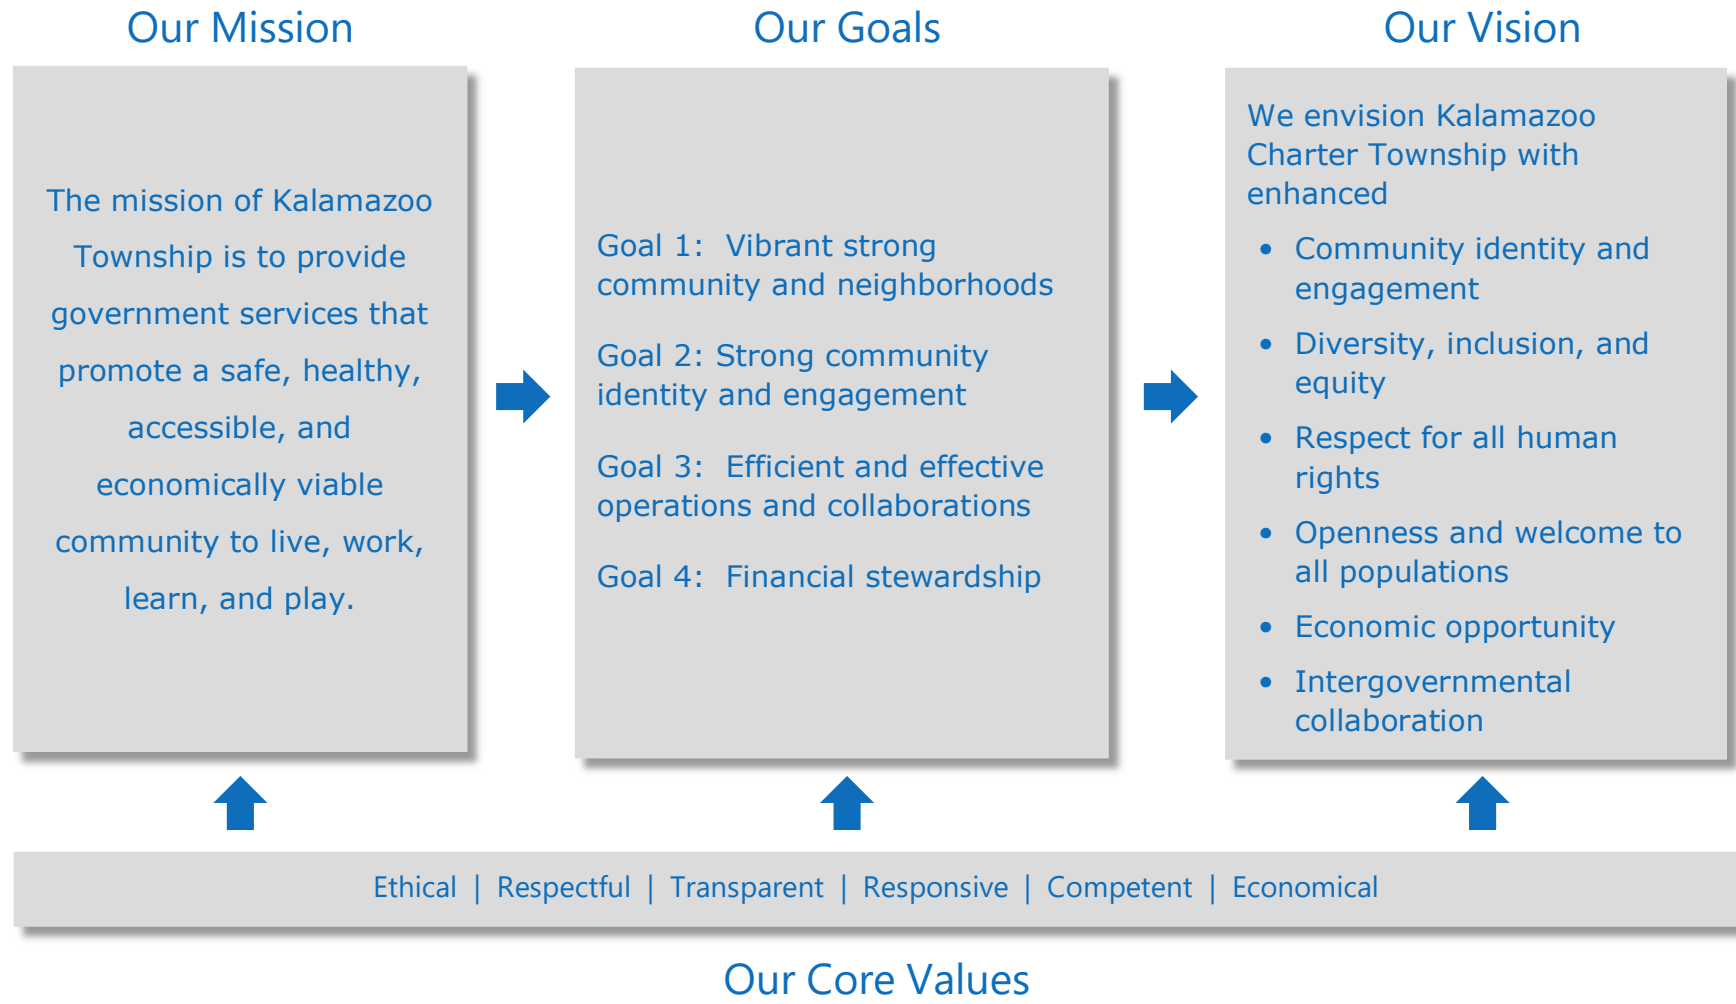 Our Mission
The mission of Kalamazoo
Township is to provide
government services that
promote a safe, healthy,
accessible, and
economically viable
community to live, work,
learn, and play.
Our Goals
Goal 1:  Vibrant strong
community and neighborhoods
Goal 2: Strong community
identity and engagement
Goal 3:  Efficient and effective
operations and collaborations
Goal 4:  Financial stewardship
Our Vision
We envision Kalamazoo
Charter Township with
enhanced
• Community identity and
engagement
• Diversity, inclusion, and
equity
• Respect for all human
rights
• Openness and welcome to
all populations
• Economic opportunity
• Intergovernmental
collaboration
Ethical | Respectful | Transparent | Responsive | Competent | Economical
Our Core Values